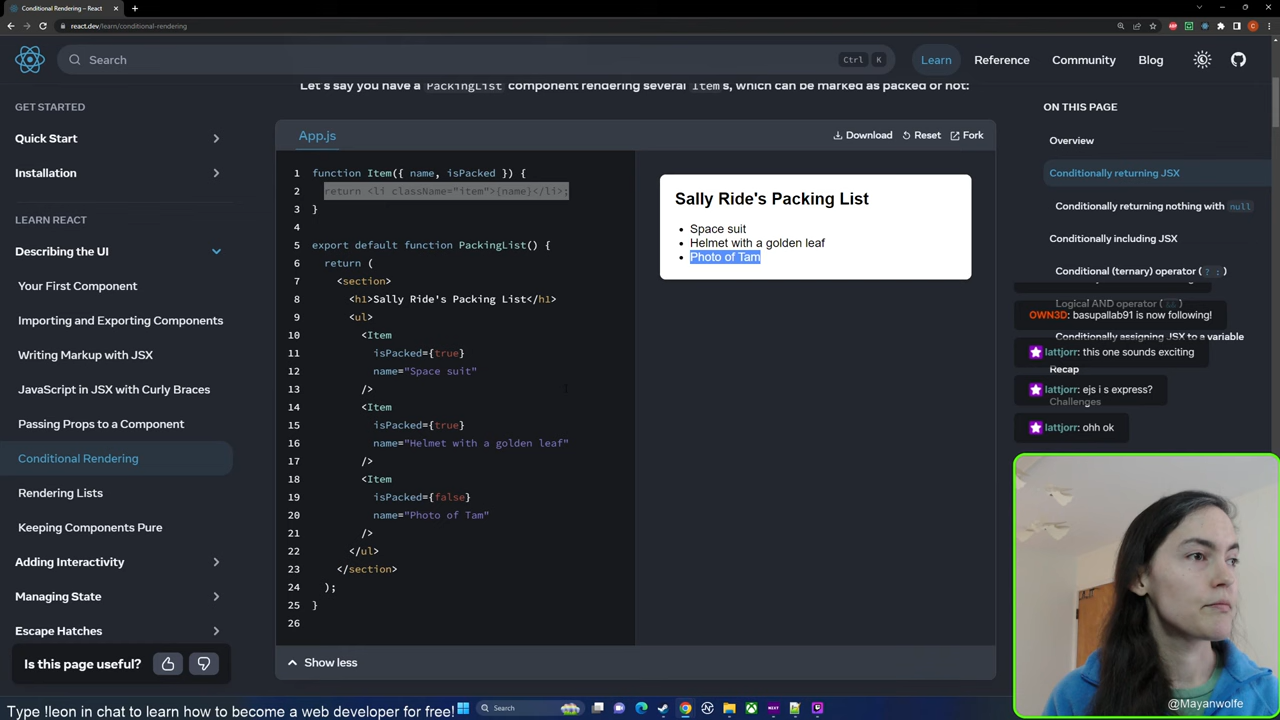 Conditional Rendering – React
react.dev/learn/conditional-rendering
Search
Ctrl K
Learn
Reference
Community
Blog
GET STARTED
Quick Start
Installation
LEARN REACT
Describing the UI
Your First Component
Importing and Exporting Components
Writing Markup with JSX
JavaScript in JSX with Curly Braces
Passing Props to a Component
Conditional Rendering
Rendering Lists
Keeping Components Pure
Adding Interactivity
Managing State
Escape Hatches
Is this page useful?
Let's say you have a PackingList component rendering several Items, which can be marked as packed or not:
App.js
Download
Reset
Fork
1 function Item({ name, isPacked }) {
2 return <li className="item">{name}</li>;
3 }
4
5 export default function PackingList() {
6 return (
7 <section>
8 <h1>Sally Ride's Packing List</h1>
9 <ul>
10 <Item
11 isPacked={true}
12 name="Space suit"
13 />
14 <Item
15 isPacked={true}
16 name="Helmet with a golden leaf"
17 />
18 <Item
19 isPacked={false}
20 name="Photo of Tam"
21 />
22 </ul>
23 </section>
24 );
25 }
26
Show less
Sally Ride's Packing List
• Space suit
• Helmet with a golden leaf
• Photo of Tam
ON THIS PAGE
Overview
Conditionally returning JSX
Conditionally returning nothing with null
Conditionally including JSX
Conditional (ternary) operator (? :)
Logical AND operator (&&)
OWN3D: basupallab91 is now following!
Conditionally assigning JSX to a variable
lattjorr: this one sounds exciting
Recap
lattjorr: ejs i s express?
Challenges
lattjorr: ohh ok
@Mayanwolfe
Type !leon in chat to learn how to become a web developer for free!
Search